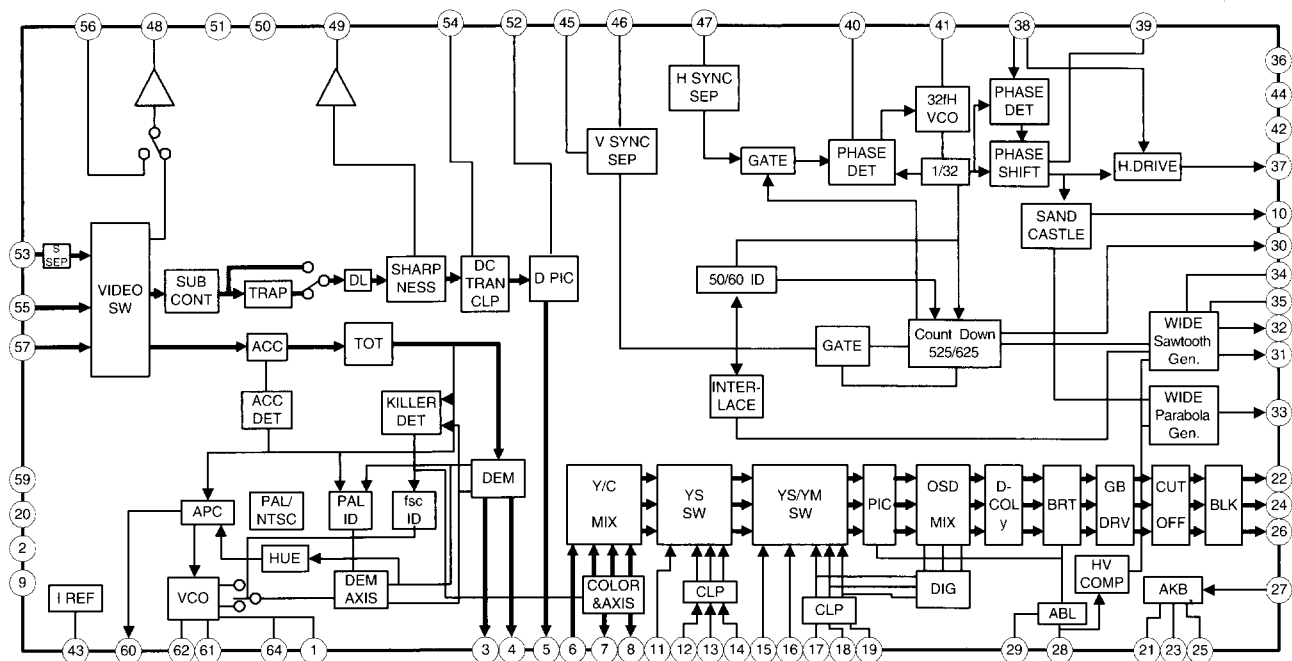 56 48 51 50 49 54 52 45 46 47 40 41 38 39
36
44
42
37
10
30
34
35
32
31
33
22
24
26
27
53
55
57
59
20
2
9
H SYNC
SEP
V SYNC
SEP
GATE
PHASE
DET
32fH
VCO
1/32
PHASE
DET
PHASE
SHIFT
H.DRIVE
SAND
CASTLE
S
SEP
VIDEO
SW
SUB
CONT
TRAP
DL
SHARP
NESS
DC
TRAN
CLP
D PIC
50/60 ID
GATE
Count Down
525/625
WIDE
Sawtooth
Gen.
ACC
TOT
INTER-
LACE
WIDE
Parabola
Gen.
ACC
DET
KILLER
DET
DEM
APC
PAL/
NTSC
PAL
ID
fsc
ID
HUE
I REF
VCO
DEM
AXIS
Y/C
MIX
YS
SW
YS/YM
SW
PIC
OSD
MIX
D-
COL
y
BRT
GB
DRV
CUT
OFF
BLK
COLOR
&AXIS
CLP
CLP
DIG
HV
COMP
ABL
AKB
43 60 62 61 64 1 3 4 5 6 7 8 11 12 13 14 15 16 17 18 19 29 28 21 23 25